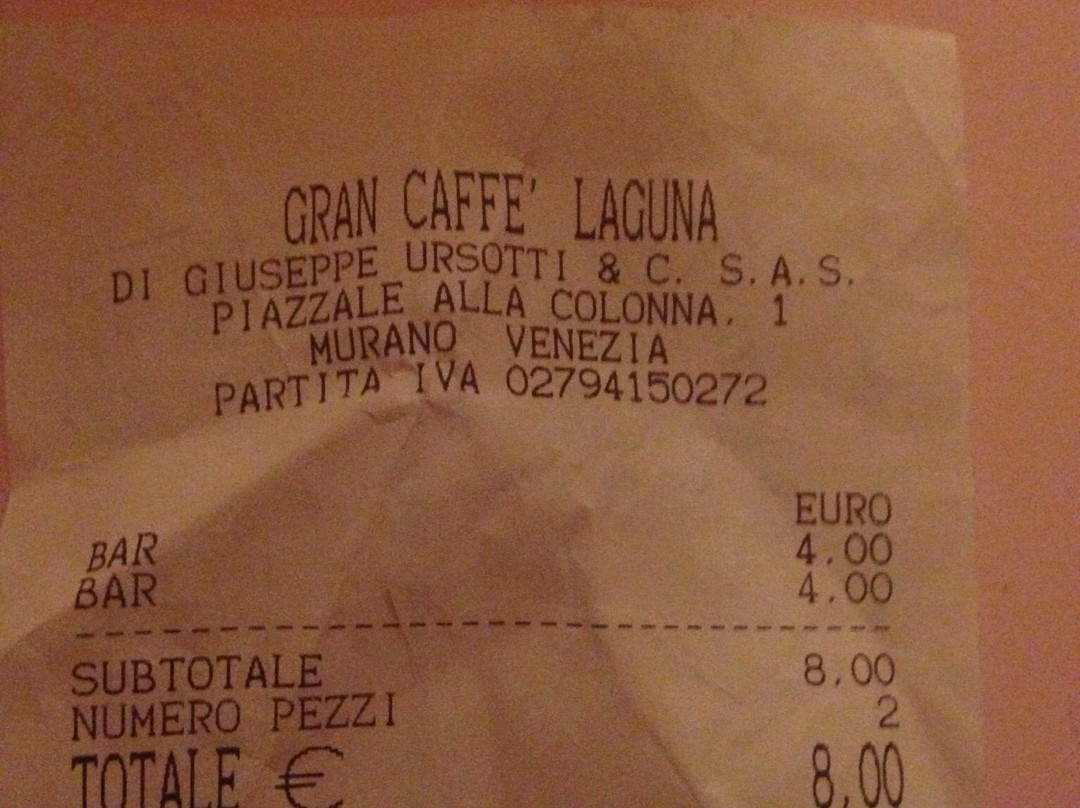 GRAN CAFFE' LAGUNA
DI GIUSEPPE URSOTTI & C. S.A.S.
PIAZZALE ALLA COLONNA, 1
MURANO VENEZIA
PARTITA IVA 02794150272
EURO
BAR 4.00
BAR 4.00
--------------------------------
SUBTOTALE 8,00
NUMERO PEZZI 2
TOTALE € 8,00